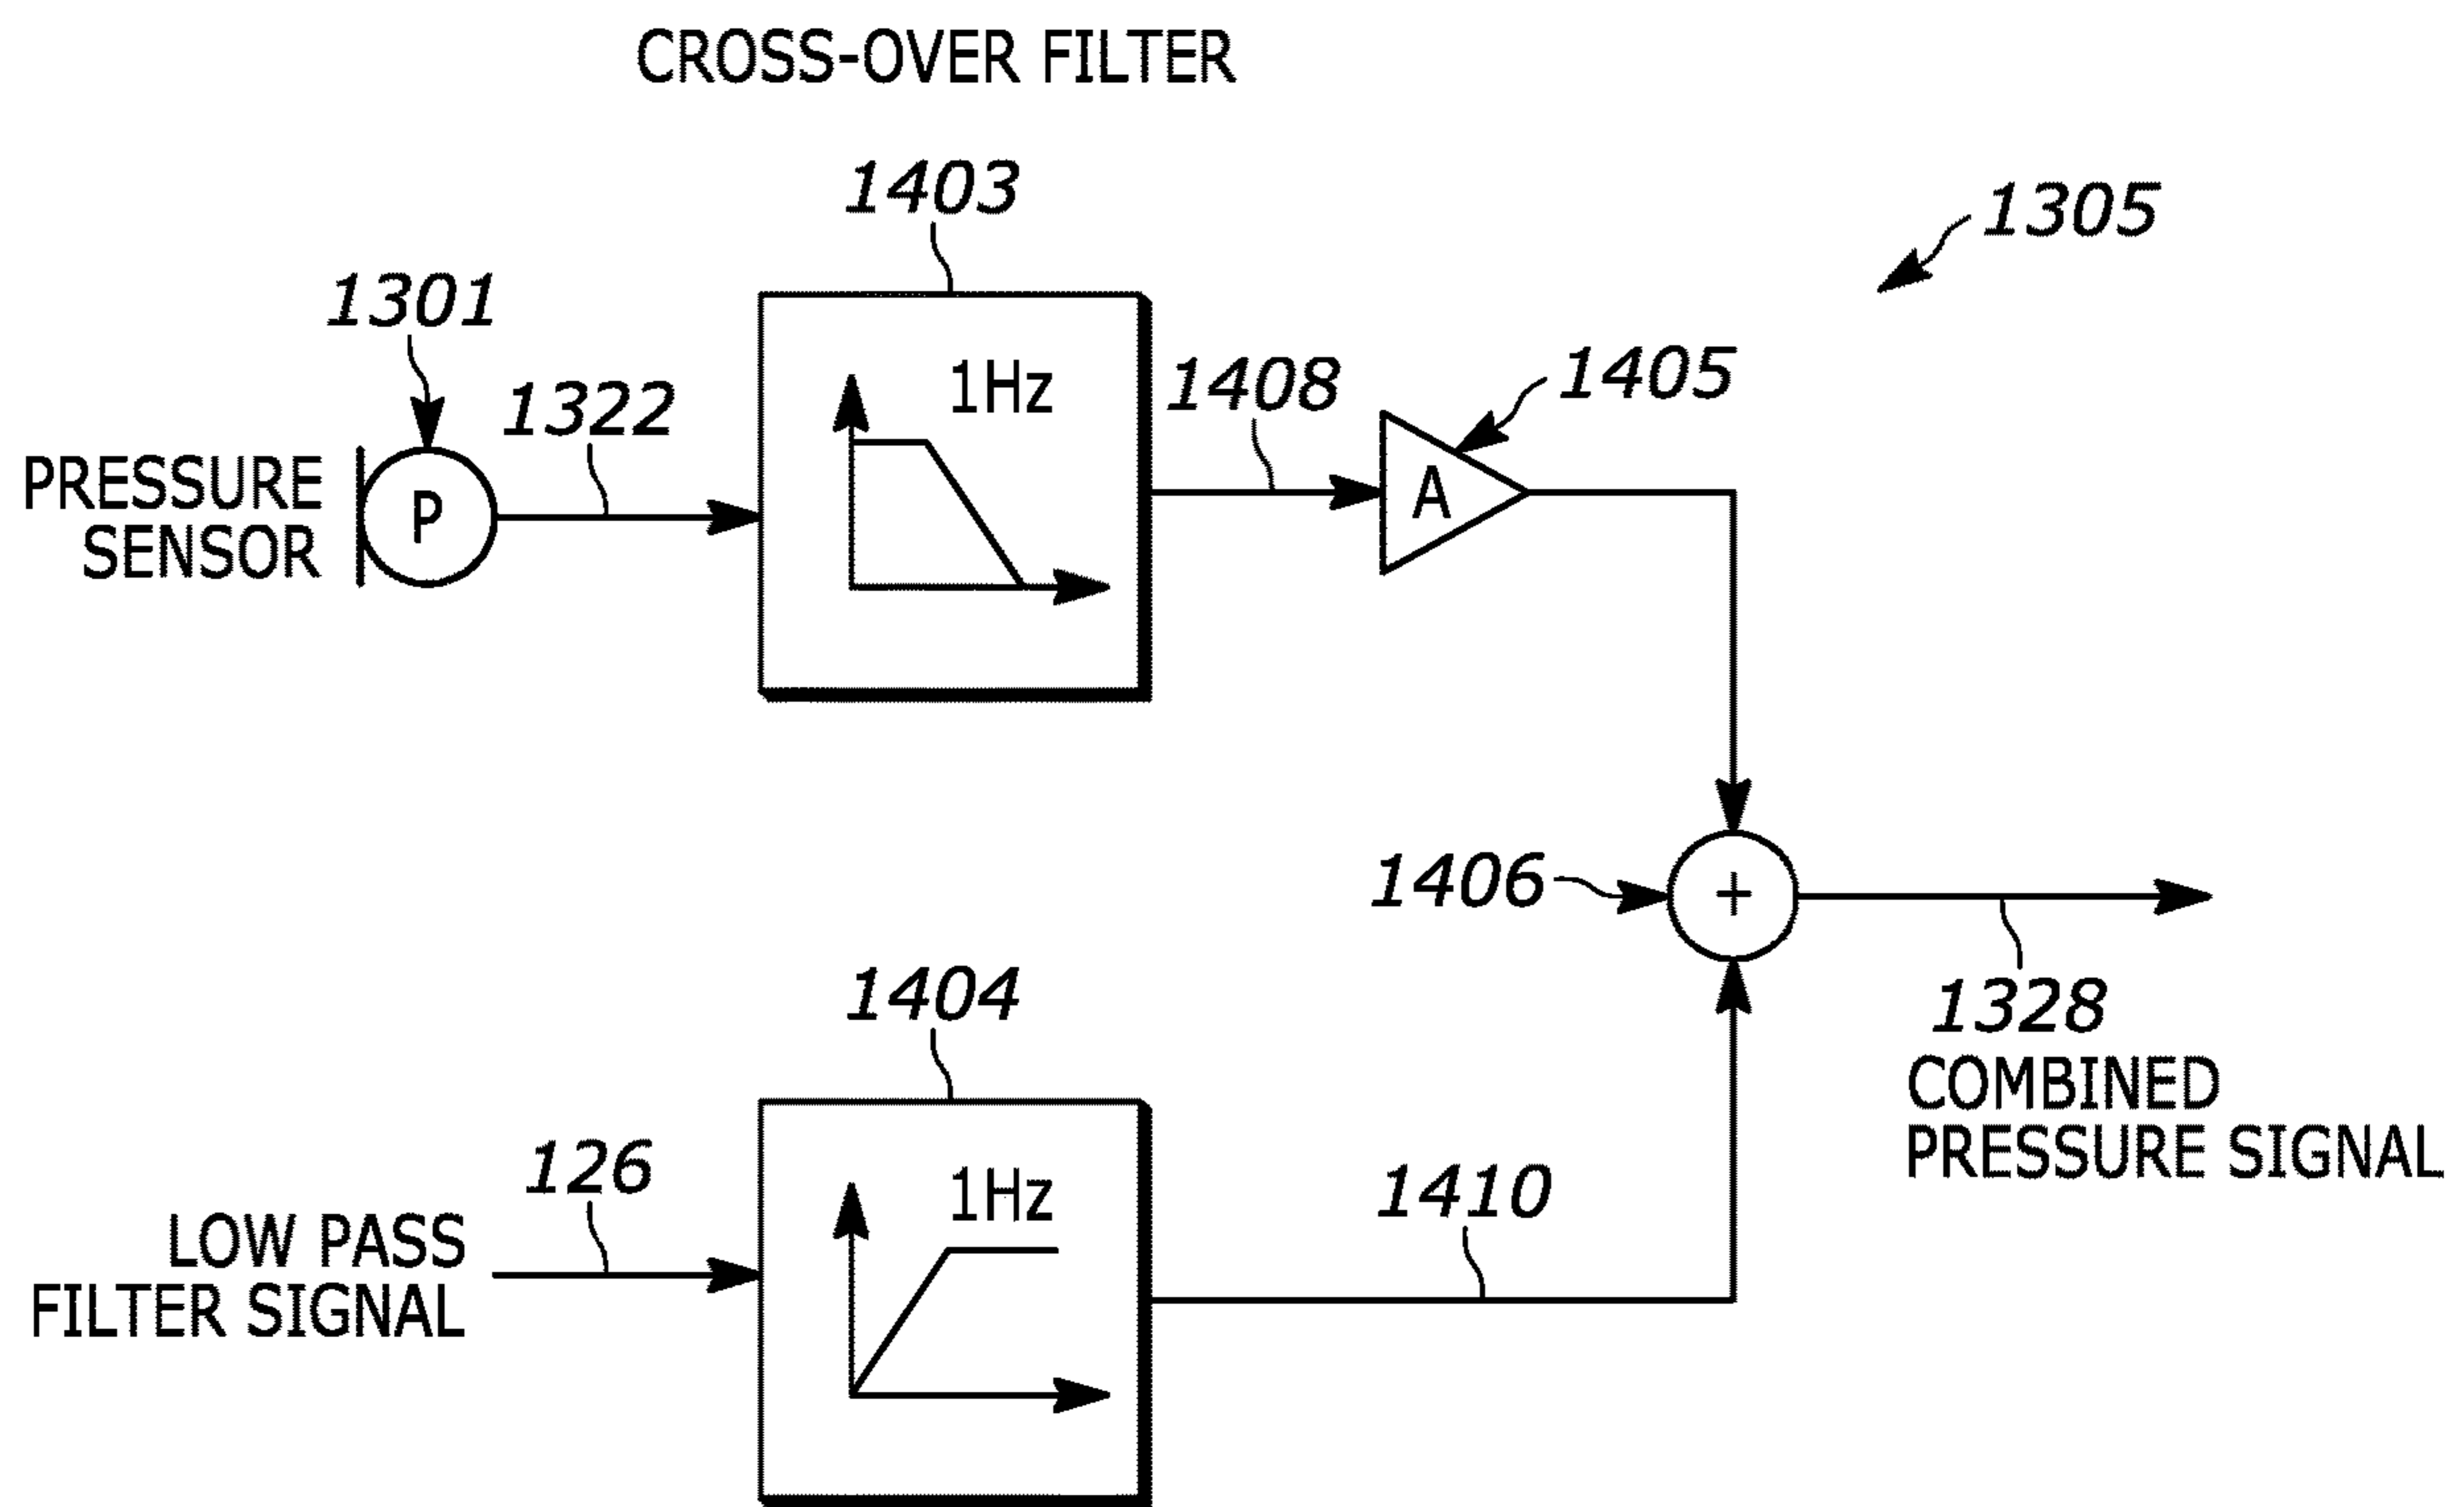 CROSS-OVER FILTER
1403
1305
1301
1Hz
1405
1322
1408
PRESSURE
SENSOR
P
A
1406
+
1404
1328
COMBINED
PRESSURE SIGNAL
126
1Hz
1410
LOW PASS
FILTER SIGNAL